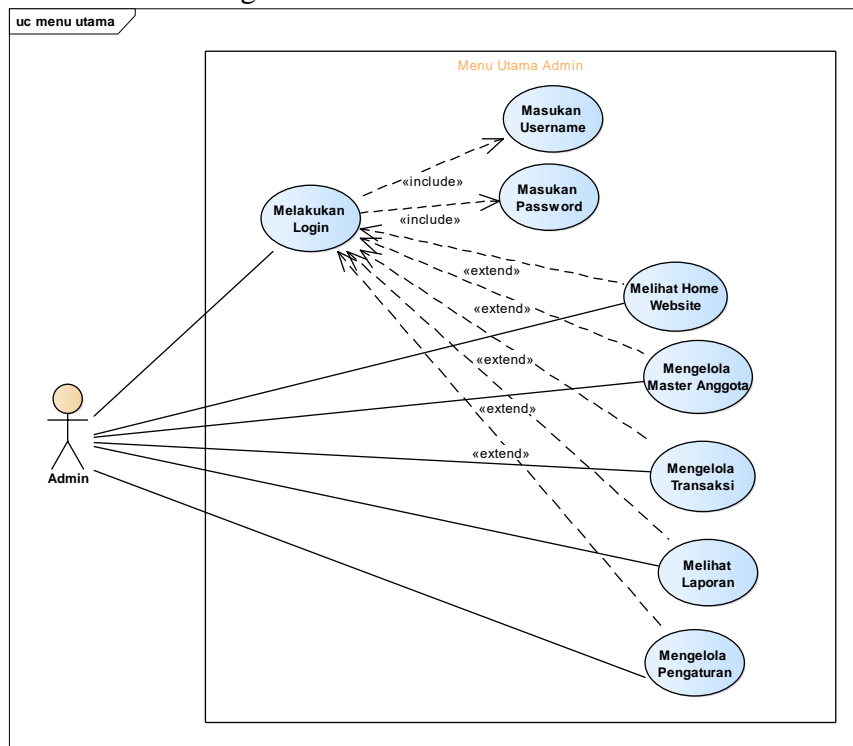 uc menu utama
Menu Utama Admin
Masukan
Username
«include»
Masukan
Password
«include»
Melakukan
Login
«extend»
Melihat Home
Website
«extend»
Mengelola
Master Anggota
«extend»
«extend»
«extend»
Mengelola
Transaksi
Admin
Melihat
Laporan
Mengelola
Pengaturan